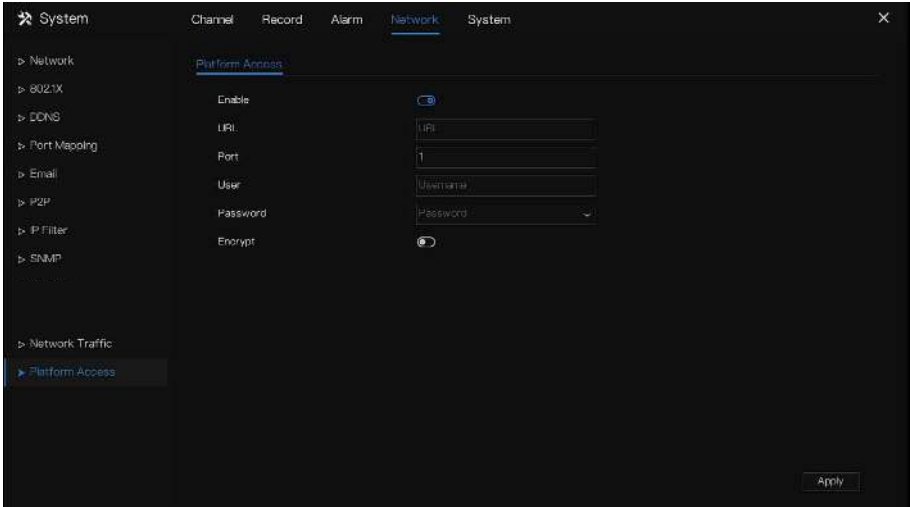 System
Channel Record Alarm Network System
Network
802.1X
DDNS
Port Mapping
Email
P2P
IP Filter
SNMP
Network Traffic
Platform Access
Platform Access
Enable
URL URL
Port 1
User Username
Password Password
Encrypt
Apply